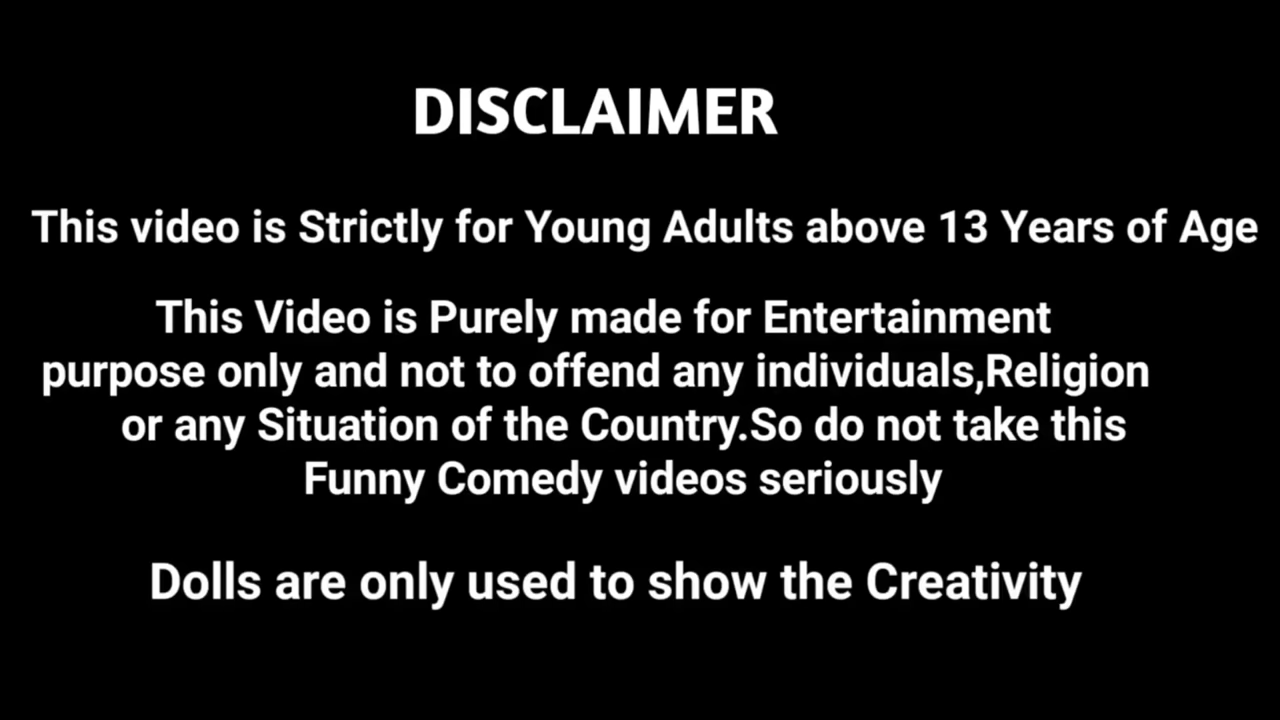 DISCLAIMER
This video is Strictly for Young Adults above 13 Years of Age
This Video is Purely made for Entertainment
purpose only and not to offend any individuals,Religion
or any Situation of the Country.So do not take this
Funny Comedy videos seriously
Dolls are only used to show the Creativity